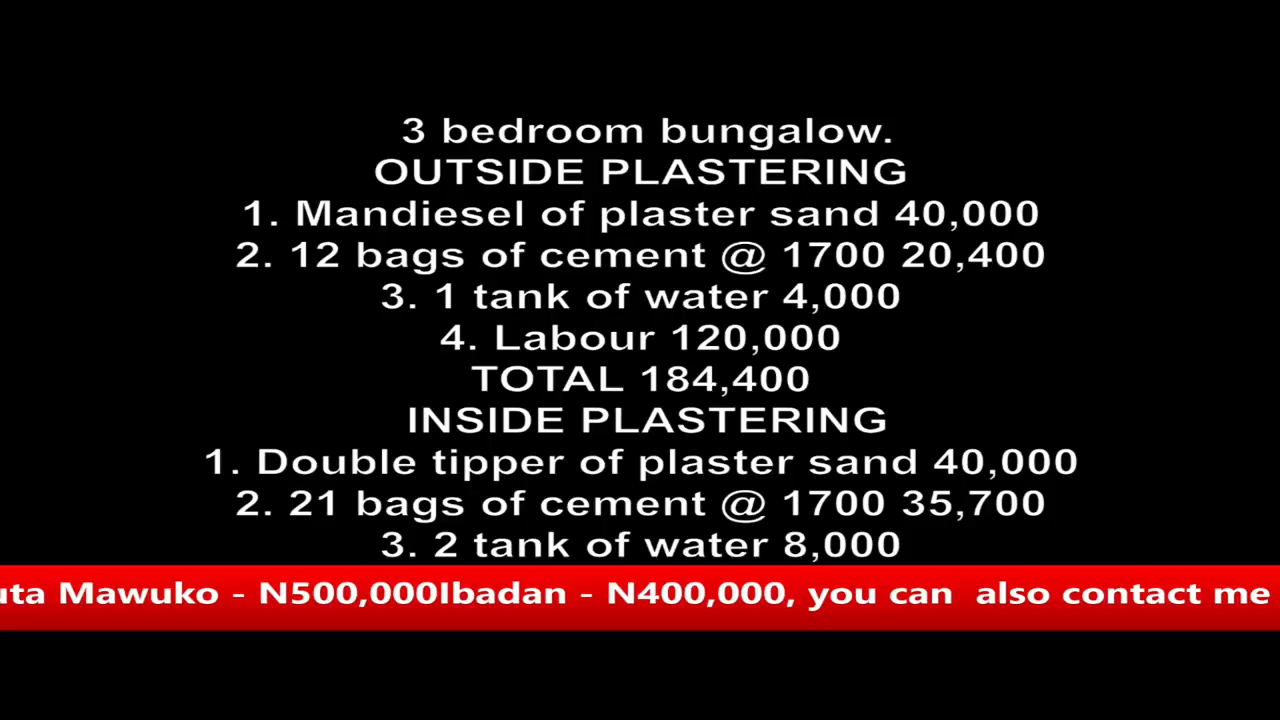 3 bedroom bungalow.
OUTSIDE PLASTERING
1. Mandiesel of plaster sand 40,000
2. 12 bags of cement @ 1700 20,400
3. 1 tank of water 4,000
4. Labour 120,000
TOTAL 184,400
INSIDE PLASTERING
1. Double tipper of plaster sand 40,000
2. 21 bags of cement @ 1700 35,700
3. 2 tank of water 8,000
uta Mawuko - N500,000Ibadan - N400,000, you can  also contact me